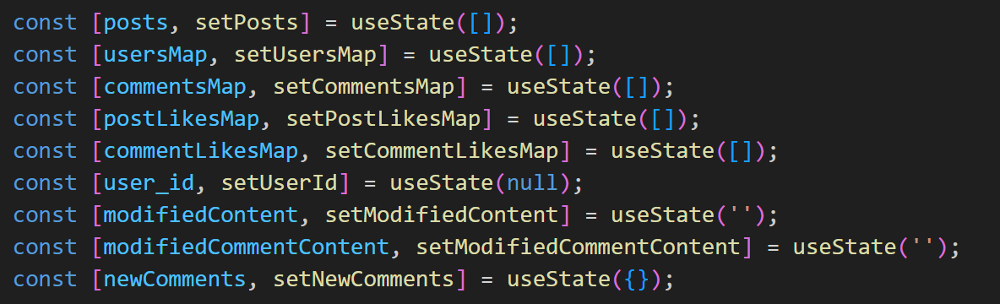 const [posts, setPosts] = useState([]);
const [usersMap, setUsersMap] = useState([]);
const [commentsMap, setCommentsMap] = useState([]);
const [postLikesMap, setPostLikesMap] = useState([]);
const [commentLikesMap, setCommentLikesMap] = useState([]);
const [user_id, setUserId] = useState(null);
const [modifiedContent, setModifiedContent] = useState('');
const [modifiedCommentContent, setModifiedCommentContent] = useState('');
const [newComments, setNewComments] = useState({});